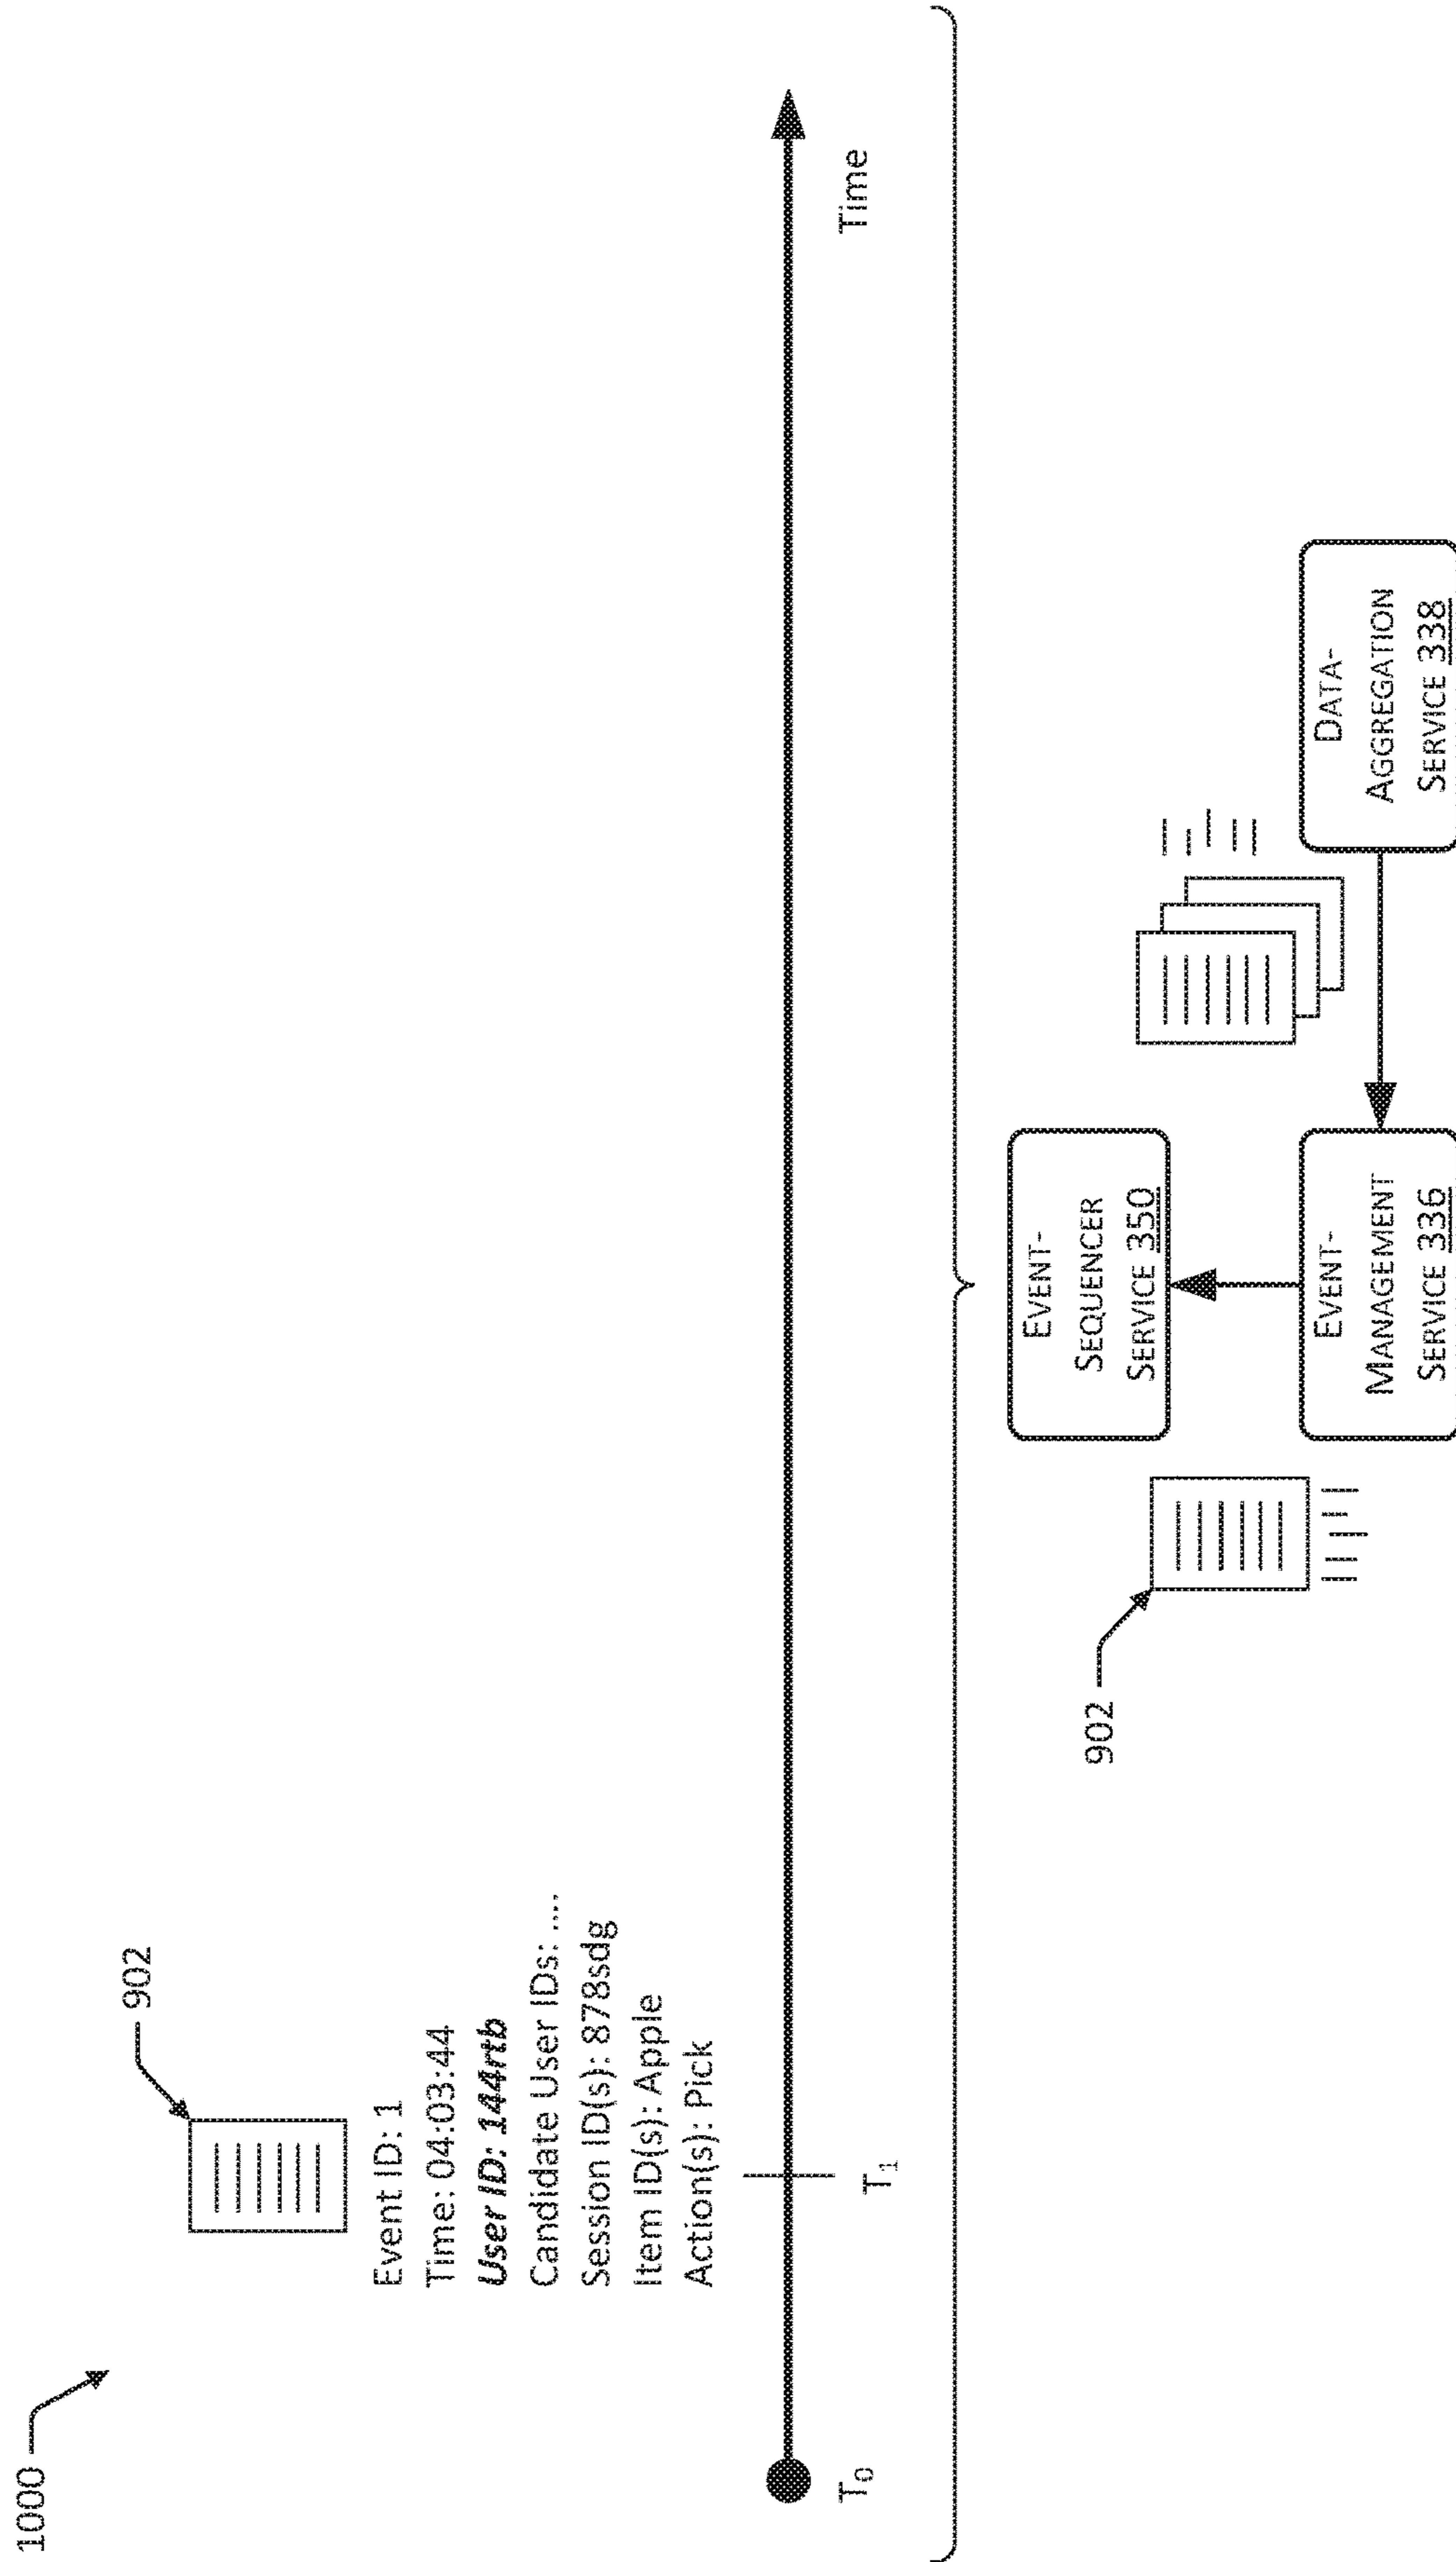 1000
902
Event ID: 1
Time: 04:03:44
User ID: 144rtb
Candidate User IDs: ....
Session ID(s): 878sdg
Item ID(s): Apple
Action(s): Pick
T0
T1
Time
902
EVENT-
SEQUENCER
SERVICE 350
EVENT-
MANAGEMENT
SERVICE 336
DATA-
AGGREGATION
SERVICE 338